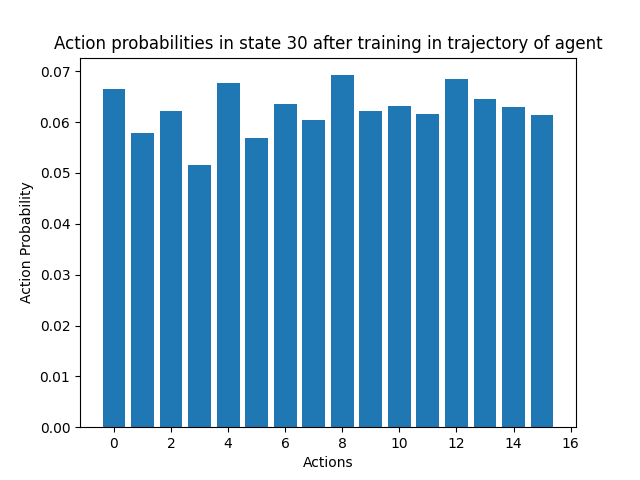 Action probabilities in state 30 after training in trajectory of agent
0.07
0.06
0.05
0.04
0.03
0.02
0.01
0.00
Action Probability
0 2 4 6 8 10 12 14 16
Actions